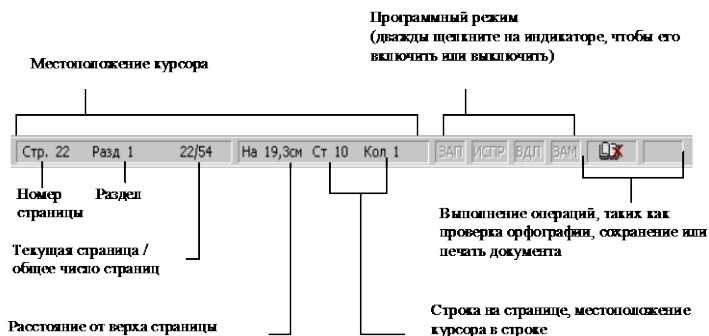 Программный режим
(дважды щелкните на индикаторе, чтобы его
включить или выключить)
Местоположение курсора
Стр. 22 Разд 1 22/54 На 19,3см Ст 10 Кол 1 ЗАП ИСПР ВДЛ ЗАМ
Номер
страницы
Раздел
Текущая страница /
общее число страниц
Выполнение операций, таких как
проверка орфографии, сохранение или
печать документа
Расстояние от верха страницы
Строка на странице, местоположение
курсора в строке